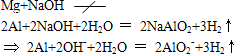 Mg+NaOH —/—
2Al+2NaOH+2H₂O = 2NaAlO₂+3H₂↑
⇒ 2Al+2OH⁻+2H₂O = 2AlO₂⁻+3H₂↑